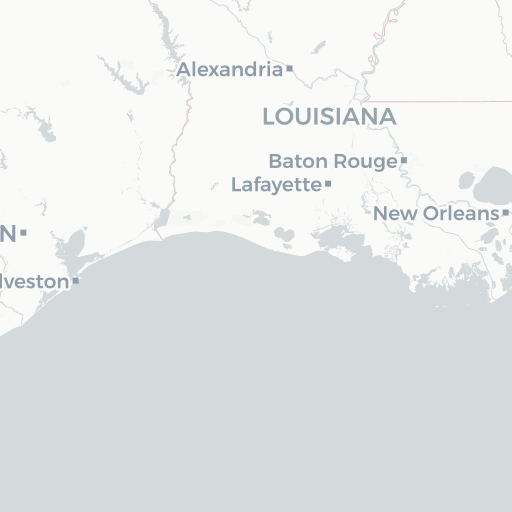 Alexandria
LOUISIANA
Baton Rouge
Lafayette
New Orleans
N
lveston